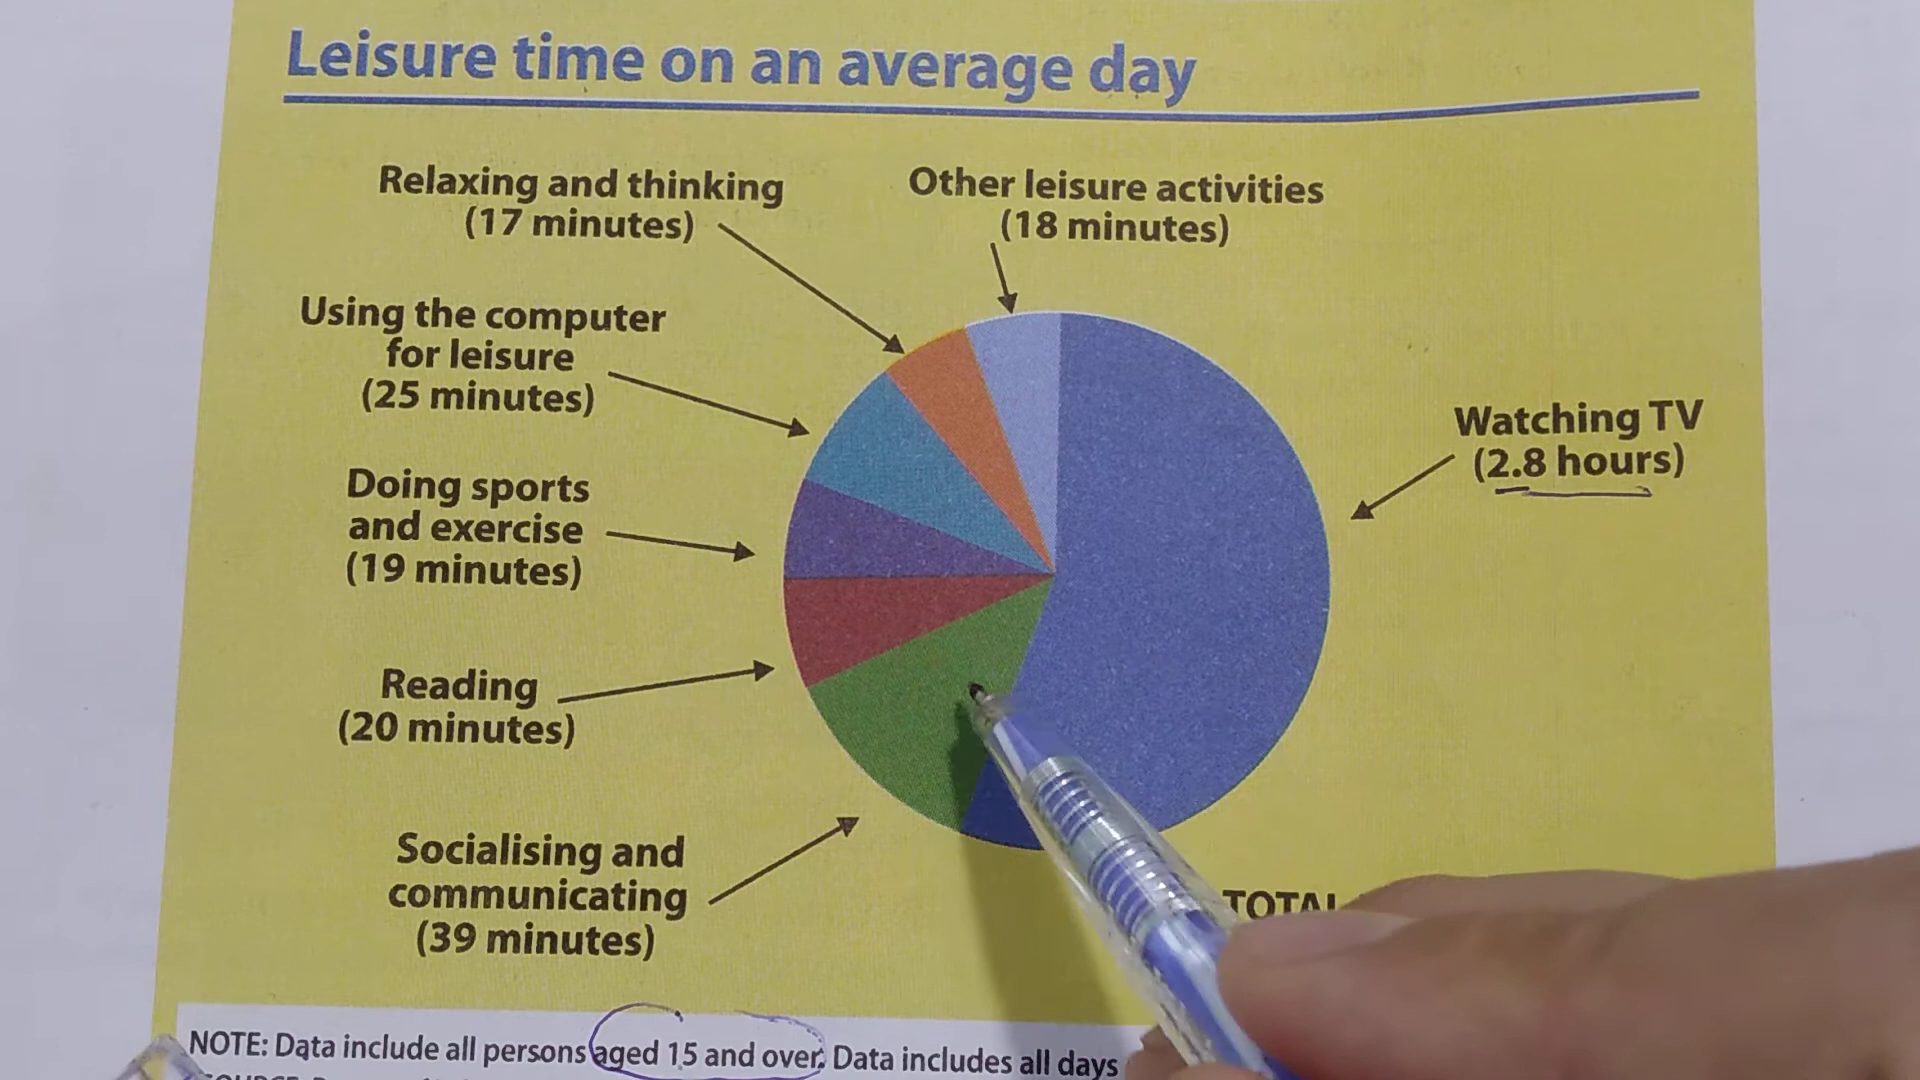 Leisure time on an average day
Relaxing and thinking
(17 minutes)
Other leisure activities
(18 minutes)
Using the computer
for leisure
(25 minutes)
Watching TV
(2.8 hours)
Doing sports
and exercise
(19 minutes)
Reading
(20 minutes)
Socialising and
communicating
(39 minutes)
TOTAL
NOTE: Data include all persons aged 15 and over. Data includes all days